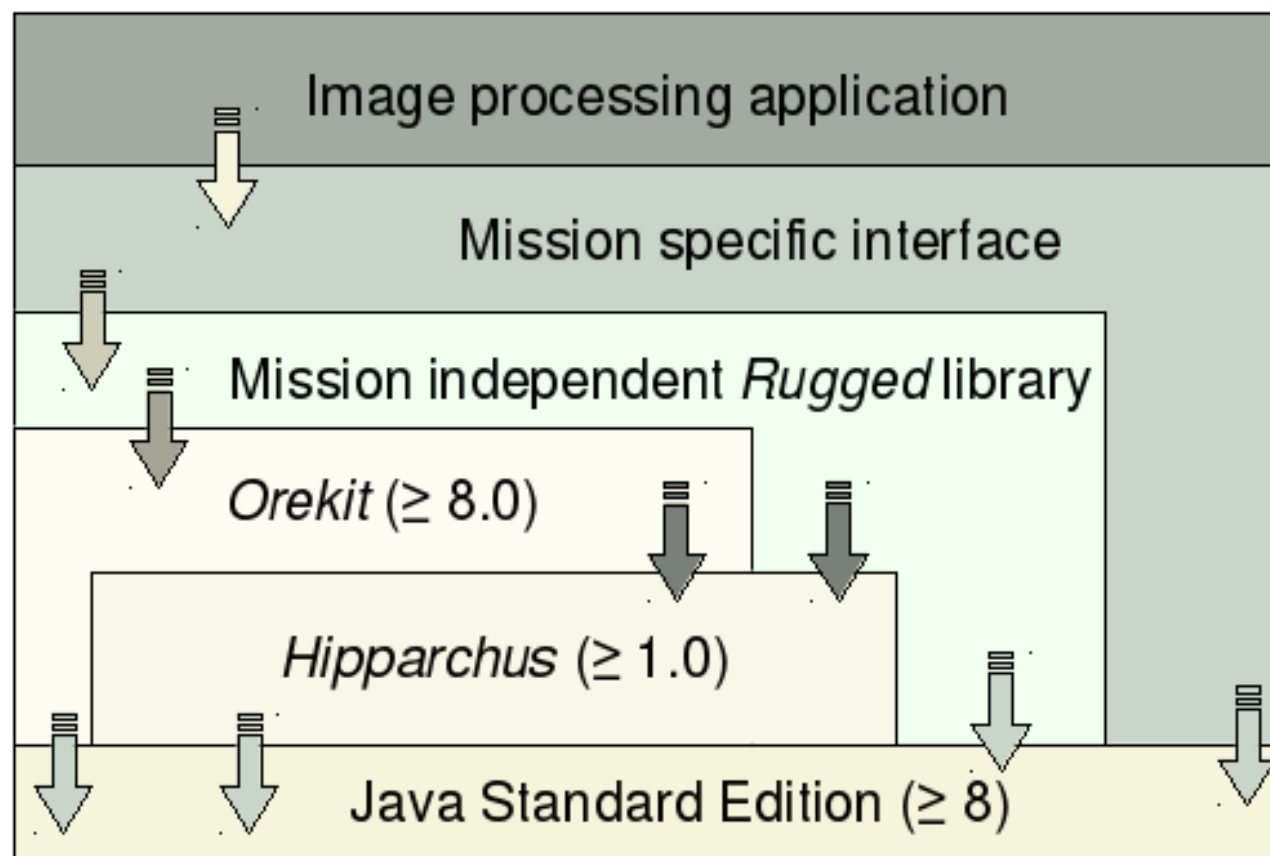 Image processing application
Mission specific interface
Mission independent Rugged library
Orekit (≥ 8.0)
Hipparchus (≥ 1.0)
Java Standard Edition (≥ 8)